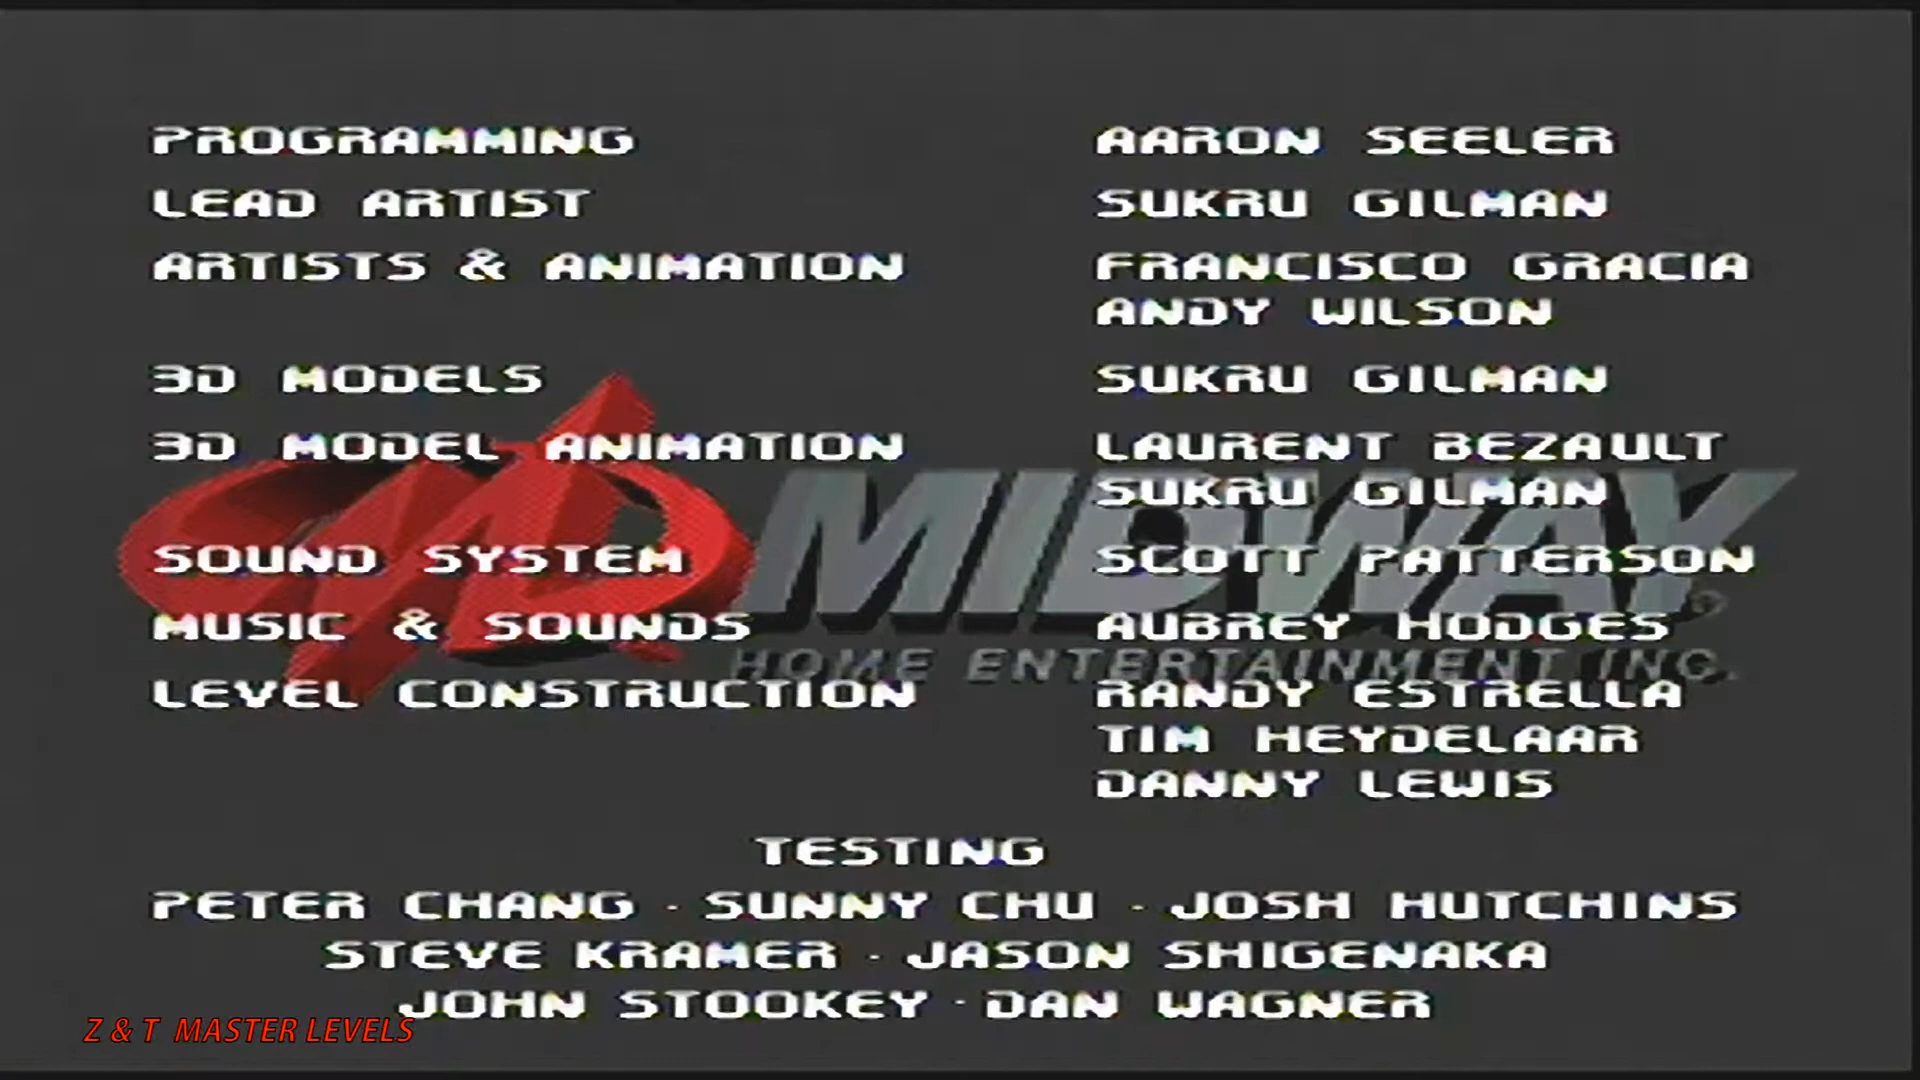 PROGRAMMING AARON SEELER
LEAD ARTIST SUKRU GILMAN
ARTISTS & ANIMATION FRANCISCO GRACIA
ANDY WILSON
3D MODELS SUKRU GILMAN
3D MODEL ANIMATION LAURENT BEZAULT
MIDWAY
SUKRU GILMAN
SOUND SYSTEM SCOTT PATTERSON
MUSIC & SOUNDS AUBREY HODGES
HOME ENTERTAINMENT INC.
LEVEL CONSTRUCTION RANDY ESTRELLA
TIM HEYDELAAR
DANNY LEWIS
TESTING
PETER CHANG · SUNNY CHU · JOSH HUTCHINS
STEVE KRAMER · JASON SHIGENAKA
JOHN STOOKEY · DAN WAGNER
Z & T MASTER LEVELS